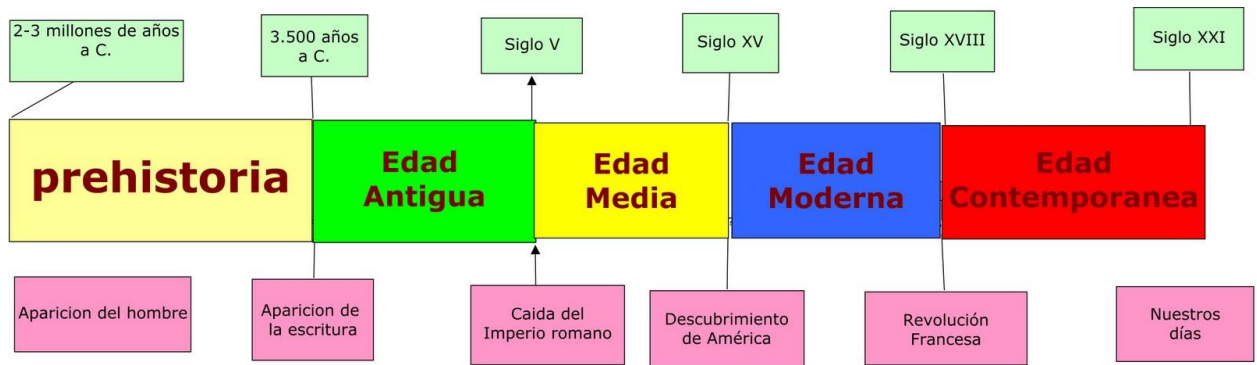 2-3 millones de años
a C.
3.500 años
a C.
Siglo V
Siglo XV
Siglo XVIII
Siglo XXI
prehistoria
Edad
Antigua
Edad
Media
Edad
Moderna
Edad
Contemporanea
Aparicion del hombre
Aparicion de
la escritura
Caida del
Imperio romano
Descubrimiento
de América
Revolución
Francesa
Nuestros
días